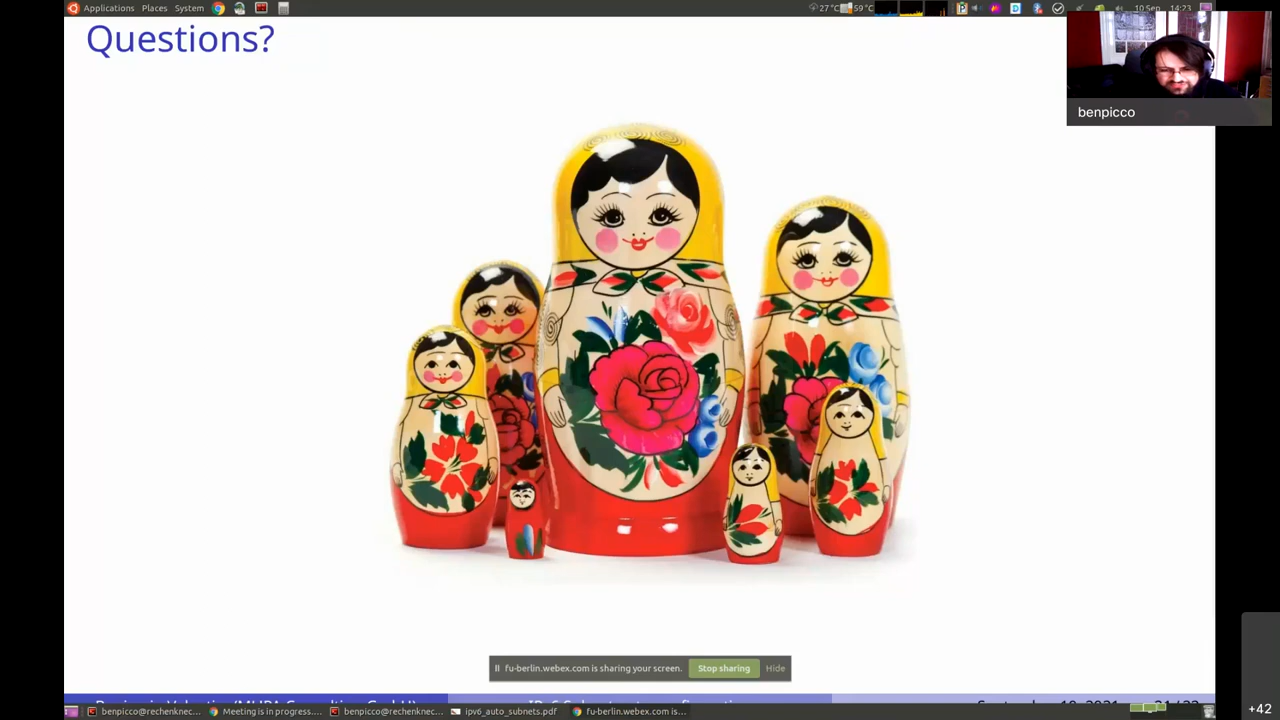 Applications Places System
27 °C 59°C
10 Sep, 14:23
Questions?
benpicco
fu-berlin.webex.com is sharing your screen. Stop sharing Hide
benpicco@rechenknec... Meeting is in progress.... benpicco@rechenknec... ipv6_auto_subnets.pdf fu-berlin.webex.com is...
+42